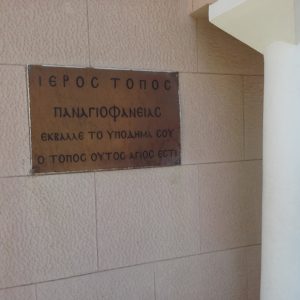 ΙΕΡΟΣ ΤΟΠΟΣ
ΠΑΝΑΓΙΟΦΑΝΕΙΑΣ
ΕΚΒΑΛΛΕ ΤΟ ΥΠΟΔΗΜΑ ΣΟΥ
Ο ΤΟΠΟΣ ΟΥΤΟΣ ΑΓΙΟΣ ΕΣΤΙ